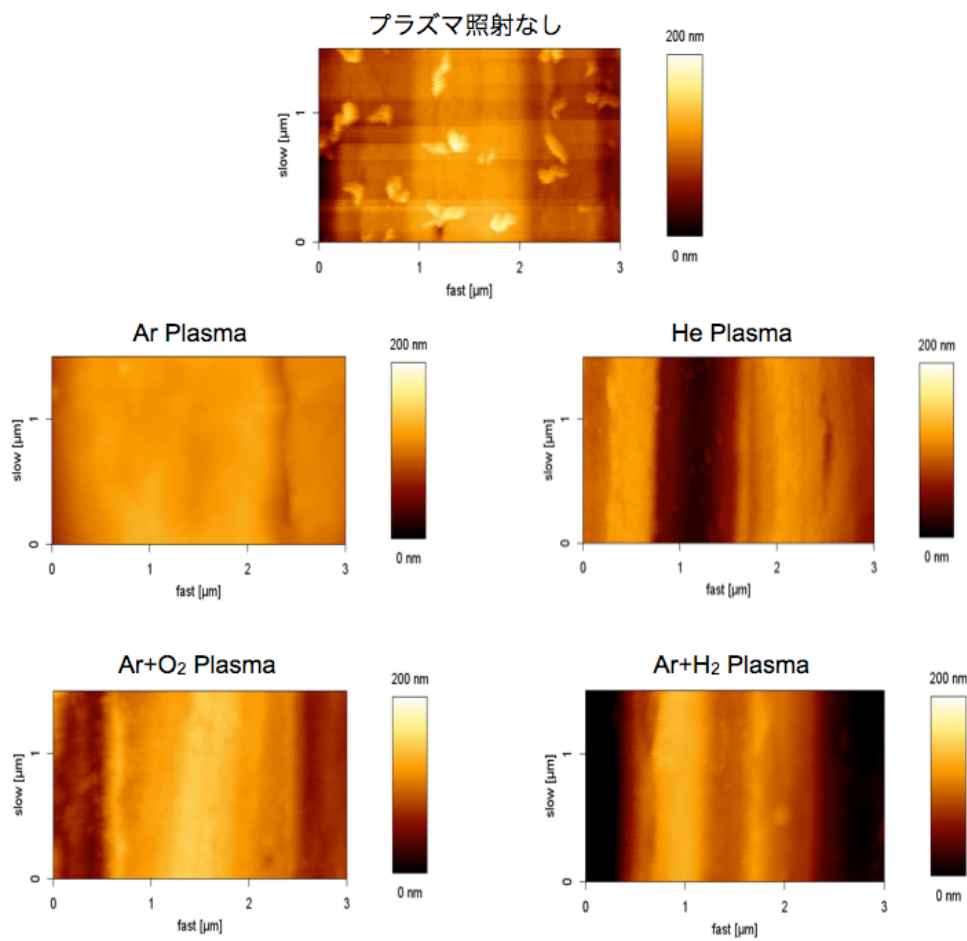 プラズマ照射なし
200 nm
slow [µm]
1
0
0 1 2 3
fast [µm]
0 nm
Ar Plasma
200 nm
slow [µm]
1
0
0 1 2 3
fast [µm]
0 nm
He Plasma
200 nm
slow [µm]
1
0
0 1 2 3
fast [µm]
0 nm
Ar+O₂ Plasma
200 nm
slow [µm]
1
0
0 1 2 3
fast [µm]
0 nm
Ar+H₂ Plasma
200 nm
slow [µm]
1
0
0 1 2 3
fast [µm]
0 nm